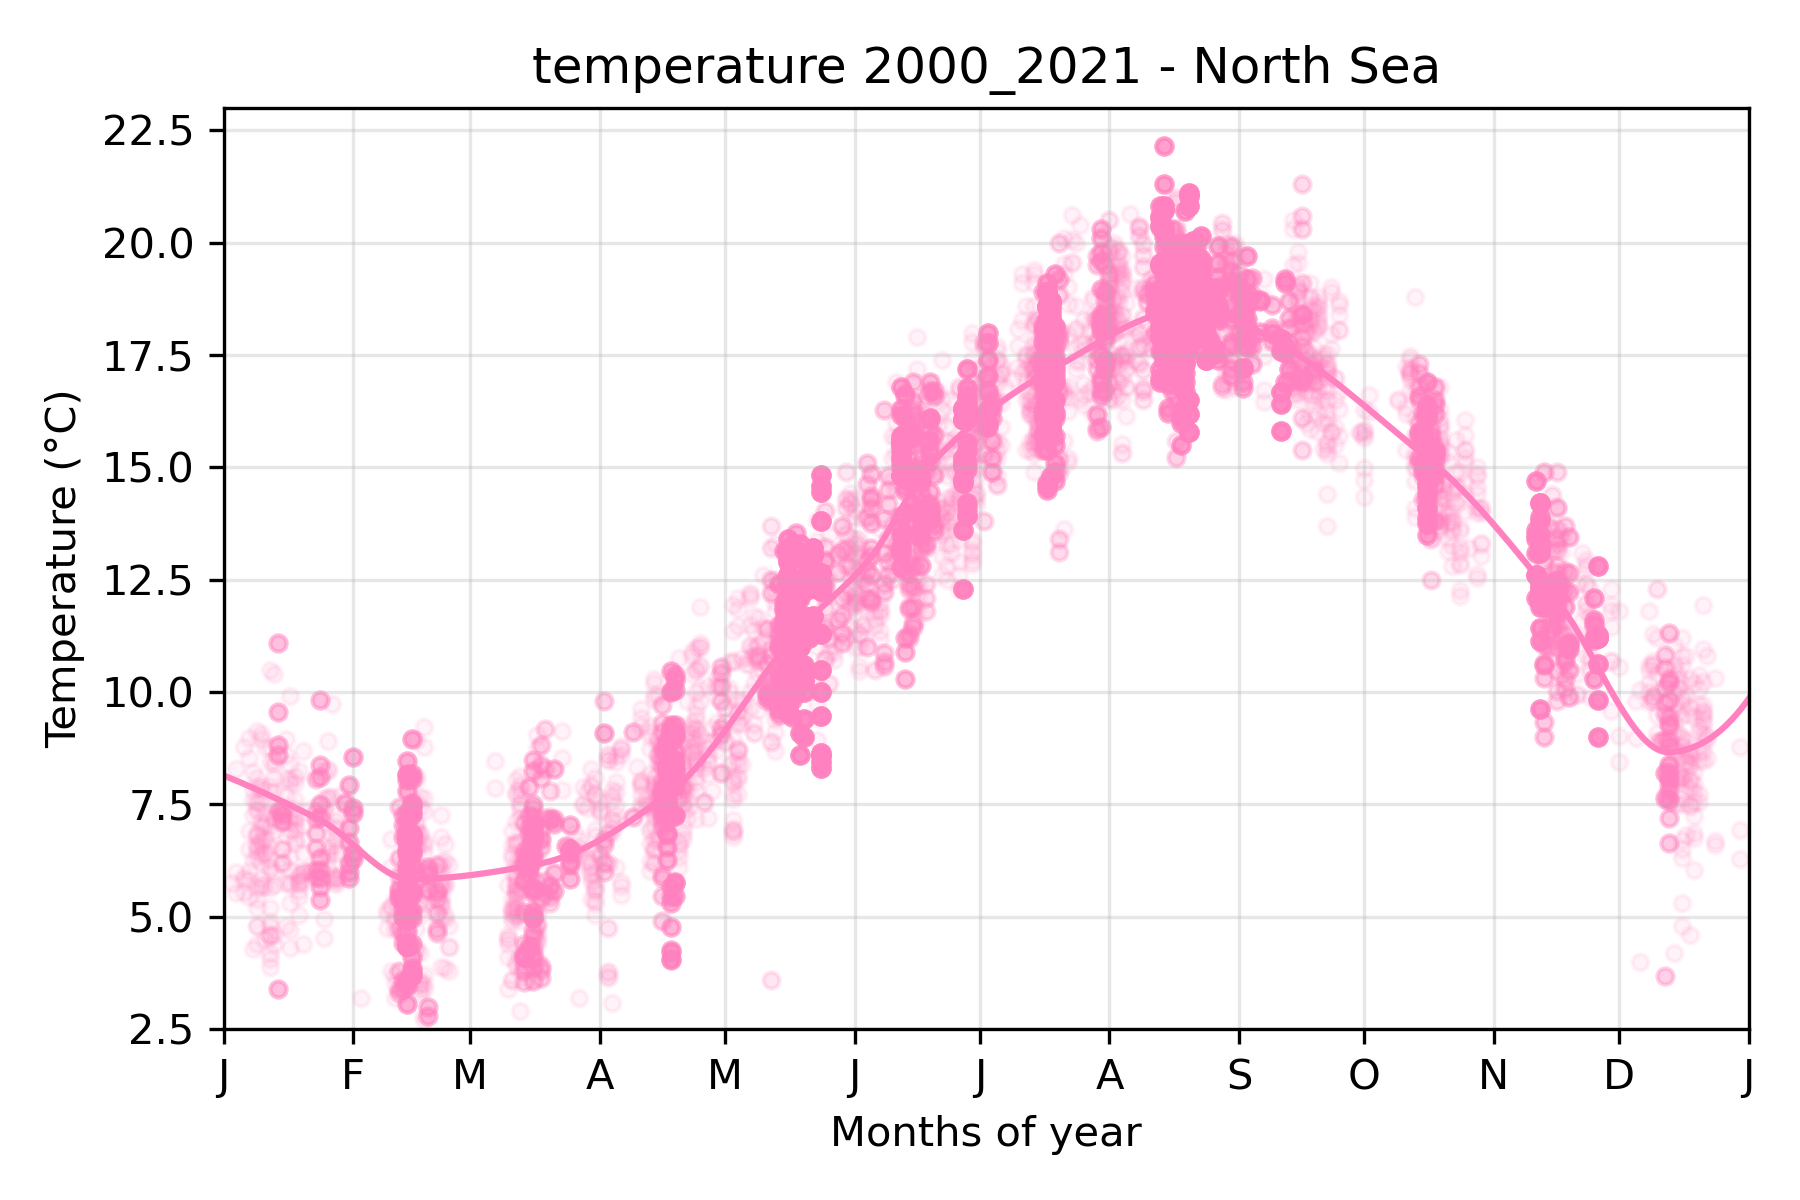 temperature 2000_2021 - North Sea
22.5
20.0
17.5
15.0
12.5
10.0
7.5
5.0
2.5
Temperature (°C)
J F M A M J J A S O N D J
Months of year